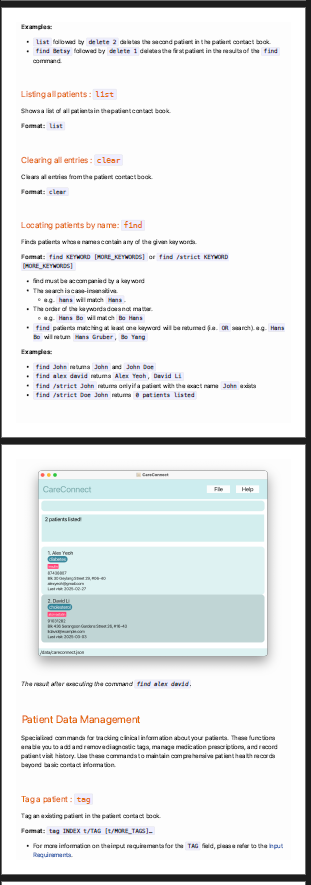 Examples:
• list followed by delete 2 deletes the second patient in the patient contact book.
• find Betsy followed by delete 1 deletes the first patient in the results of the find
command.
Listing all patients : list
Shows a list of all patients in the patient contact book.
Format: list
Clearing all entries : clear
Clears all entries from the patient contact book.
Format: clear
Locating patients by name: find
Finds patients whose names contain any of the given keywords.
Format: find KEYWORD [MORE_KEYWORDS] or find /strict KEYWORD
[MORE_KEYWORDS]
• find must be accompanied by a keyword
• The search is case-insensitive.
◦ e.g. hans will match Hans.
• The order of the keywords does not matter.
◦ e.g. Hans Bo will match Bo Hans
• find patients matching at least one keyword will be returned (i.e. OR search). e.g. Hans
Bo will return Hans Gruber, Bo Yang
Examples:
• find John returns John and John Doe
• find alex david returns Alex Yeoh, David Li
• find /strict John returns only if a patient with the exact name John exists
• find /strict Doe John returns 0 patients listed
CareConnect
CareConnect File Help
2 patients listed!
1. Alex Yeoh
diabetes
87438807
Blk 30 Geylang Street 29, #06-40
alexyeoh@gmail.com
Last visit: 2025-02-27
2. David Li
cholesterol
91031282
Blk 436 Serangoon Gardens Street 26, #16-43
lidavid@example.com
Last visit: 2025-03-03
/data/careconnect.json
The result after executing the command find alex david.
Patient Data Management
Specialized commands for tracking clinical information about your patients. These functions
enable you to add and remove diagnostic tags, manage medication prescriptions, and record
patient visit history. Use these commands to maintain comprehensive patient health records
beyond basic contact information.
Tag a patient : tag
Tag an existing patient in the patient contact book.
Format: tag INDEX t/TAG [t/MORE_TAGS]…
• For more information on the input requirements for the TAG field, please refer to the Input
Requirements.